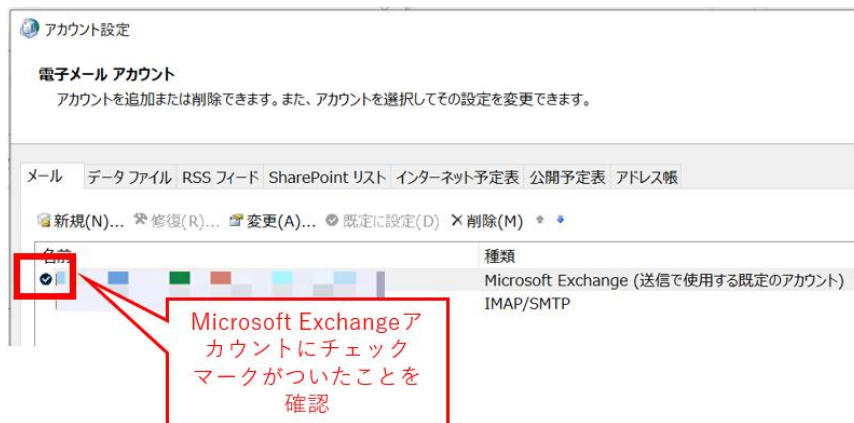 アカウント設定
電子メール アカウント
アカウントを追加または削除できます。また、アカウントを選択してその設定を変更できます。
メール データ ファイル RSS フィード SharePoint リスト インターネット予定表 公開予定表 アドレス帳
新規(N)... 修復(R)... 変更(A)... 既定に設定(D) 削除(M)
名前 種類
Microsoft Exchange (送信で使用する既定のアカウント)
IMAP/SMTP
Microsoft Exchangeア
カウントにチェック
マークがついたことを
確認